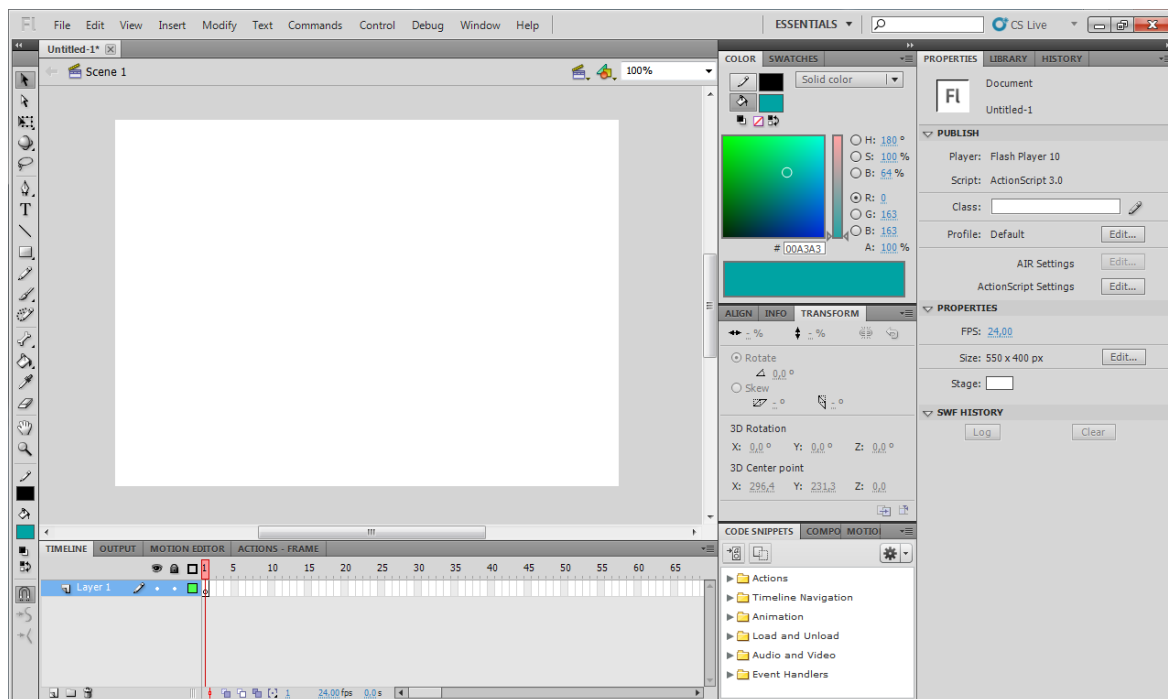 Fl File Edit View Insert Modify Text Commands Control Debug Window Help ESSENTIALS CS Live
Untitled-1*
Scene 1 100%
T
TIMELINE OUTPUT MOTION EDITOR ACTIONS - FRAME
1 5 10 15 20 25 30 35 40 45 50 55 60 65
Layer 1
1 24,00 fps 0,0 s
COLOR SWATCHES
Solid color
H: 180 °
S: 100 %
B: 64 %
R: 0
G: 163
B: 163
# 00A3A3 A: 100 %
ALIGN INFO TRANSFORM
- % - %
Rotate
0,0 °
Skew
- ° - °
3D Rotation
X: 0,0 ° Y: 0,0 ° Z: 0,0 °
3D Center point
X: 296,4 Y: 231,3 Z: 0,0
CODE SNIPPETS COMPO MOTIO
Actions
Timeline Navigation
Animation
Load and Unload
Audio and Video
Event Handlers
PROPERTIES LIBRARY HISTORY
Fl Document
Untitled-1
PUBLISH
Player: Flash Player 10
Script: ActionScript 3.0
Class:
Profile: Default Edit...
AIR Settings Edit...
ActionScript Settings Edit...
PROPERTIES
FPS: 24,00
Size: 550 x 400 px Edit...
Stage:
SWF HISTORY
Log Clear